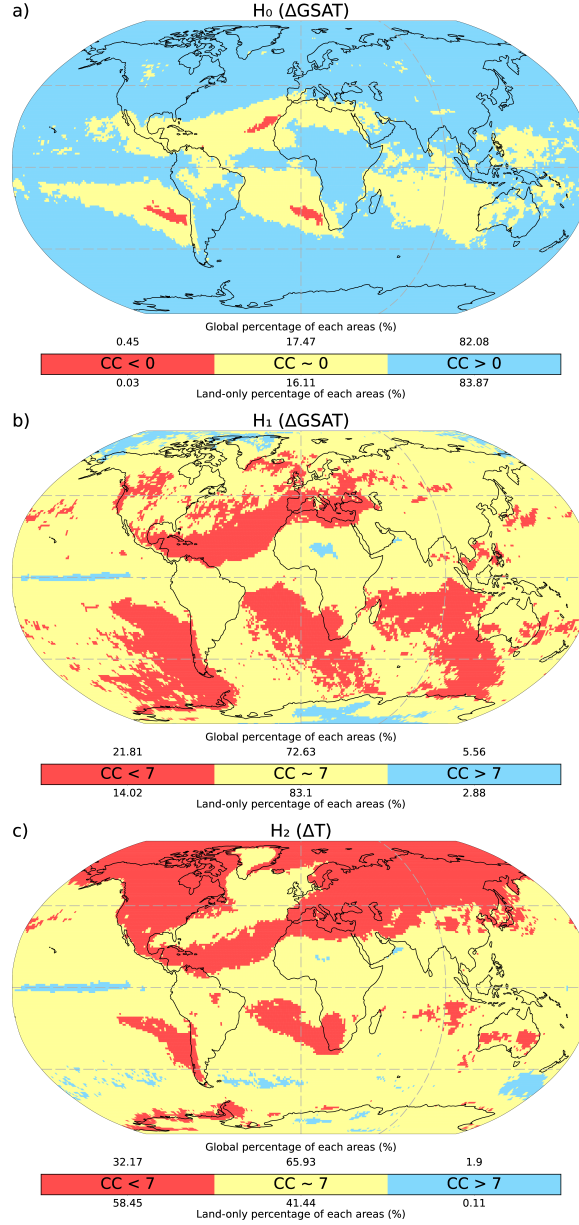 a)
H₀ (ΔGSAT)
Global percentage of each areas (%)
0.45 17.47 82.08
CC < 0 CC ~ 0 CC > 0
0.03 16.11 83.87
Land-only percentage of each areas (%)
b)
H₁ (ΔGSAT)
Global percentage of each areas (%)
21.81 72.63 5.56
CC < 7 CC ~ 7 CC > 7
14.02 83.1 2.88
Land-only percentage of each areas (%)
c)
H₂ (ΔT)
Global percentage of each areas (%)
32.17 65.93 1.9
CC < 7 CC ~ 7 CC > 7
58.45 41.44 0.11
Land-only percentage of each areas (%)